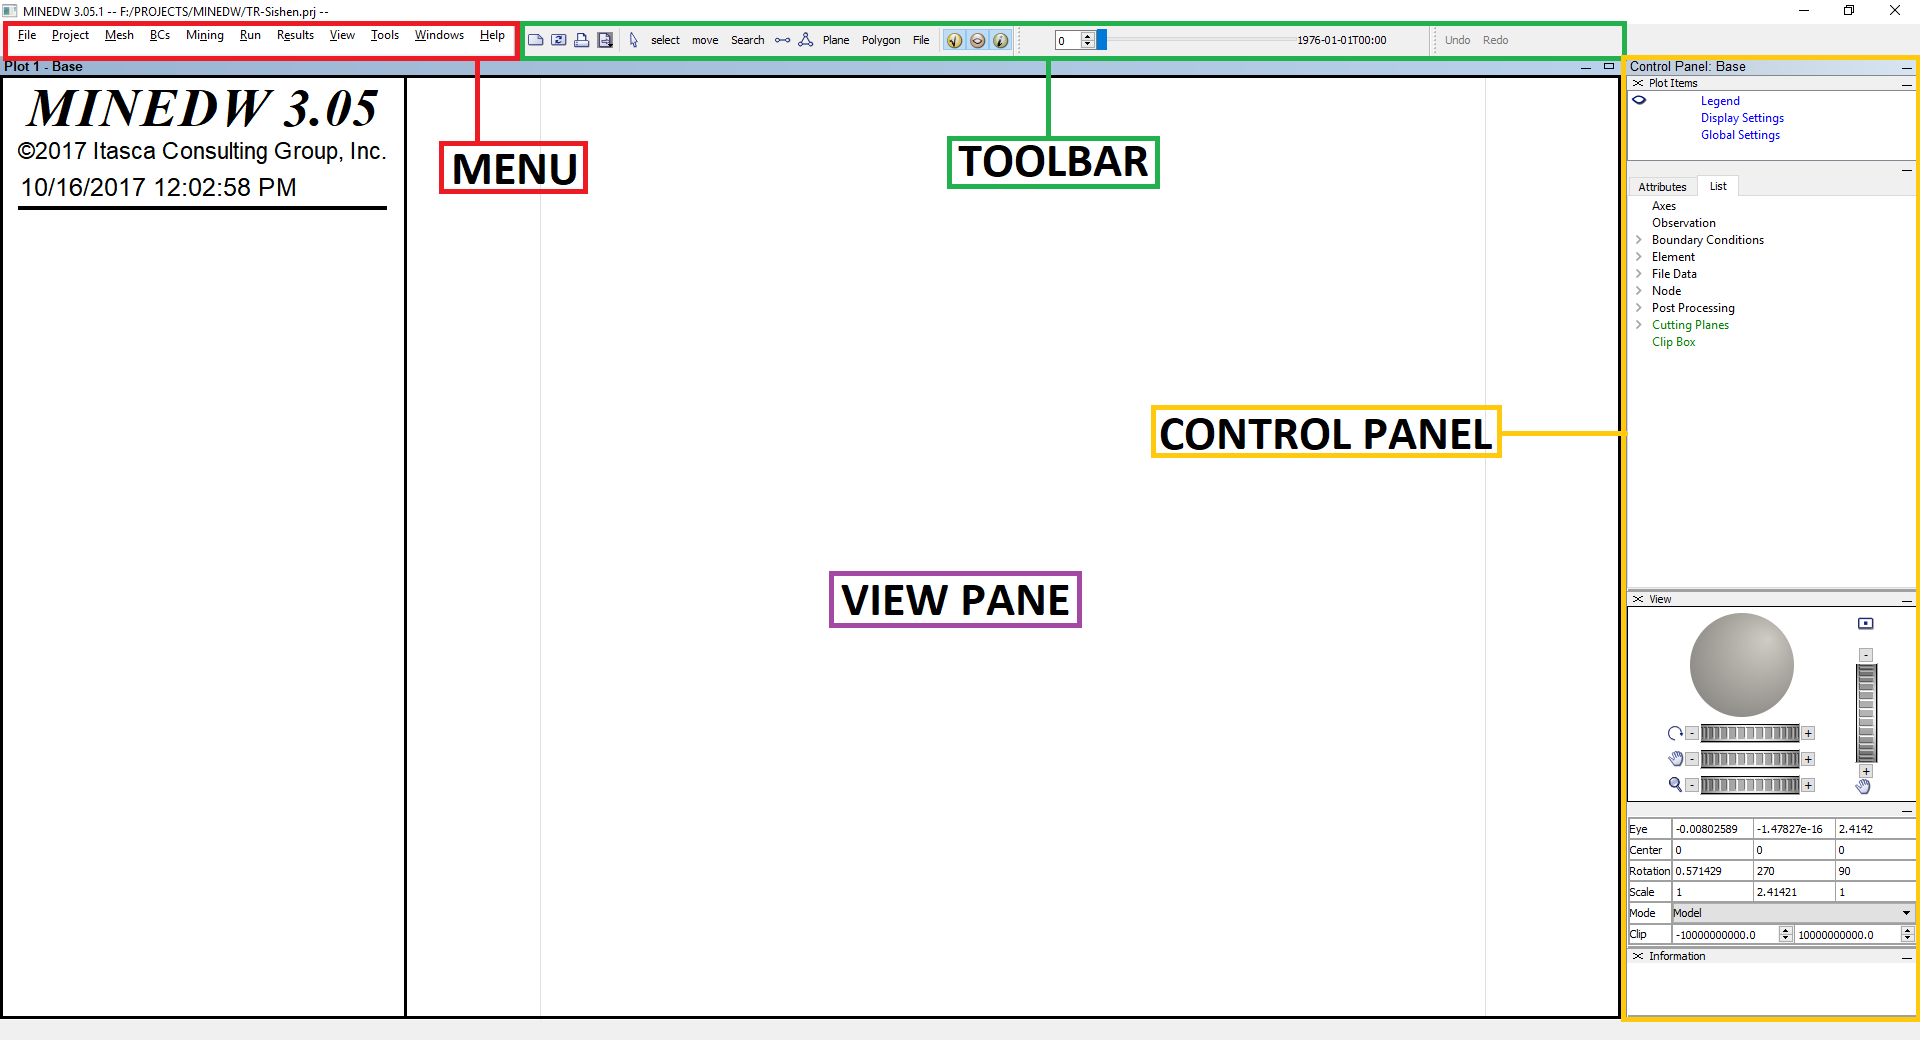 MINEDW 3.05.1 -- F:/PROJECTS/MINEDW/TR-Sishen.prj --
File Project Mesh BCs Mining Run Results View Tools Windows Help
select move Search Plane Polygon File 0 1976-01-01T00:00 Undo Redo
Plot 1 - Base
MINEDW 3.05
©2017 Itasca Consulting Group, Inc.
10/16/2017 12:02:58 PM
MENU
TOOLBAR
CONTROL PANEL
VIEW PANE
Control Panel: Base
Plot Items
Legend
Display Settings
Global Settings
Attributes List
Axes
Observation
Boundary Conditions
Element
File Data
Node
Post Processing
Cutting Planes
Clip Box
View
-
- +
- +
- +
+
Eye -0.00802589 -1.47827e-16 2.4142
Center 0 0 0
Rotation 0.571429 270 90
Scale 1 2.41421 1
Mode Model
Clip -10000000000.0 10000000000.0
Information